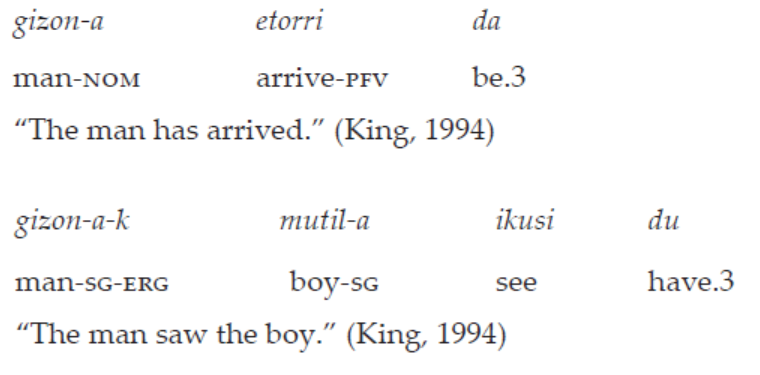 gizon-a etorri da
man-NOM arrive-PFV be.3
“The man has arrived.” (King, 1994)
gizon-a-k mutil-a ikusi du
man-SG-ERG boy-SG see have.3
“The man saw the boy.” (King, 1994)